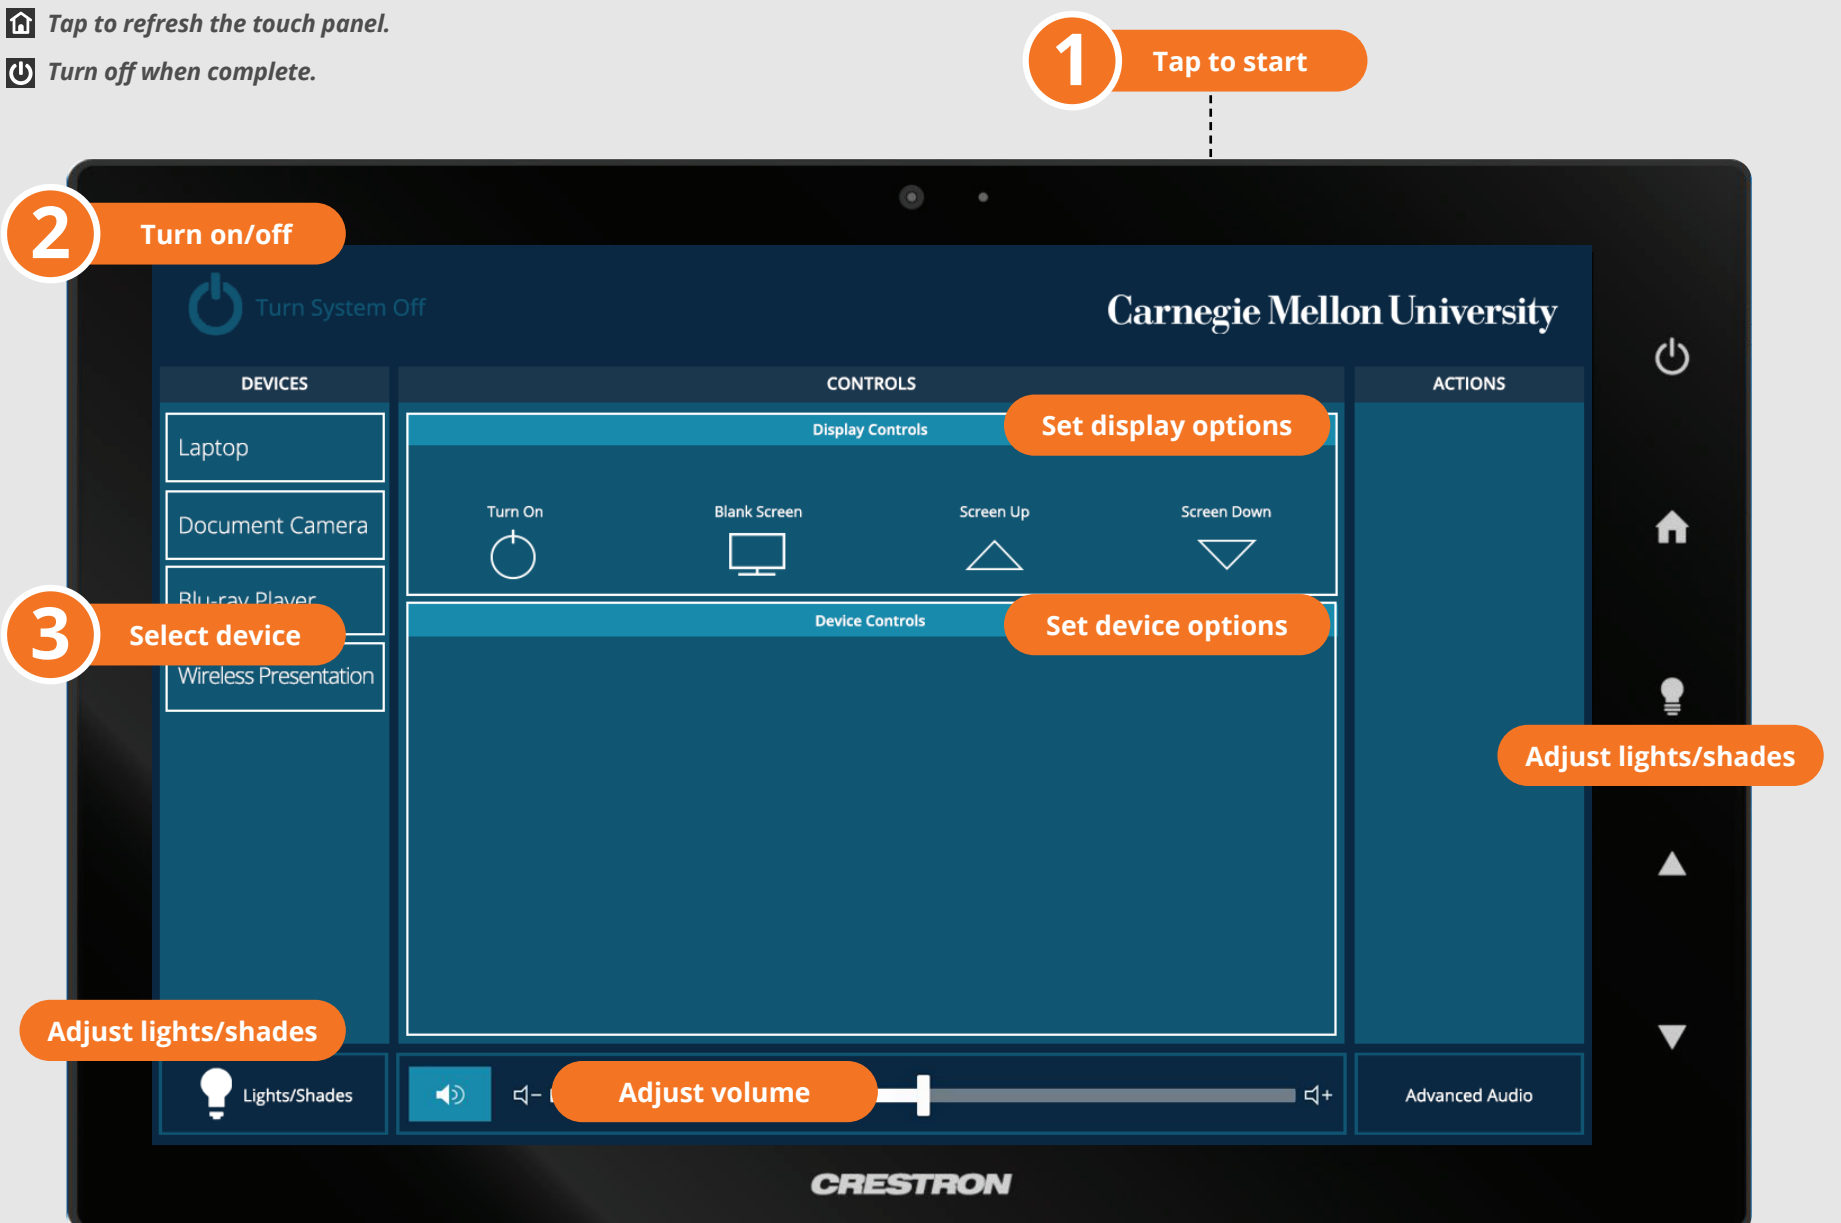 Tap to refresh the touch panel.
Turn off when complete.
1 Tap to start
2 Turn on/off
Turn System Off
Carnegie Mellon University
DEVICES
CONTROLS
ACTIONS
Display Controls
Set display options
Laptop
Document Camera
Turn On
Blank Screen
Screen Up
Screen Down
Blu-ray Player
3 Select device
Device Controls
Set device options
Wireless Presentation
Adjust lights/shades
Adjust lights/shades
Lights/Shades
Adjust volume
Advanced Audio
CRESTRON